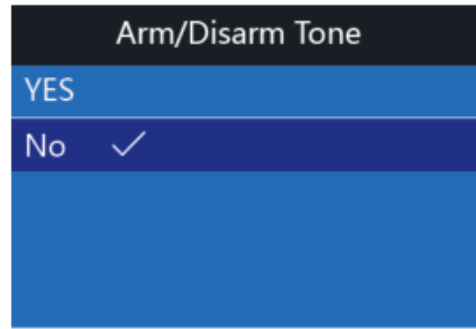 Arm/Disarm Tone
YES
No ✓